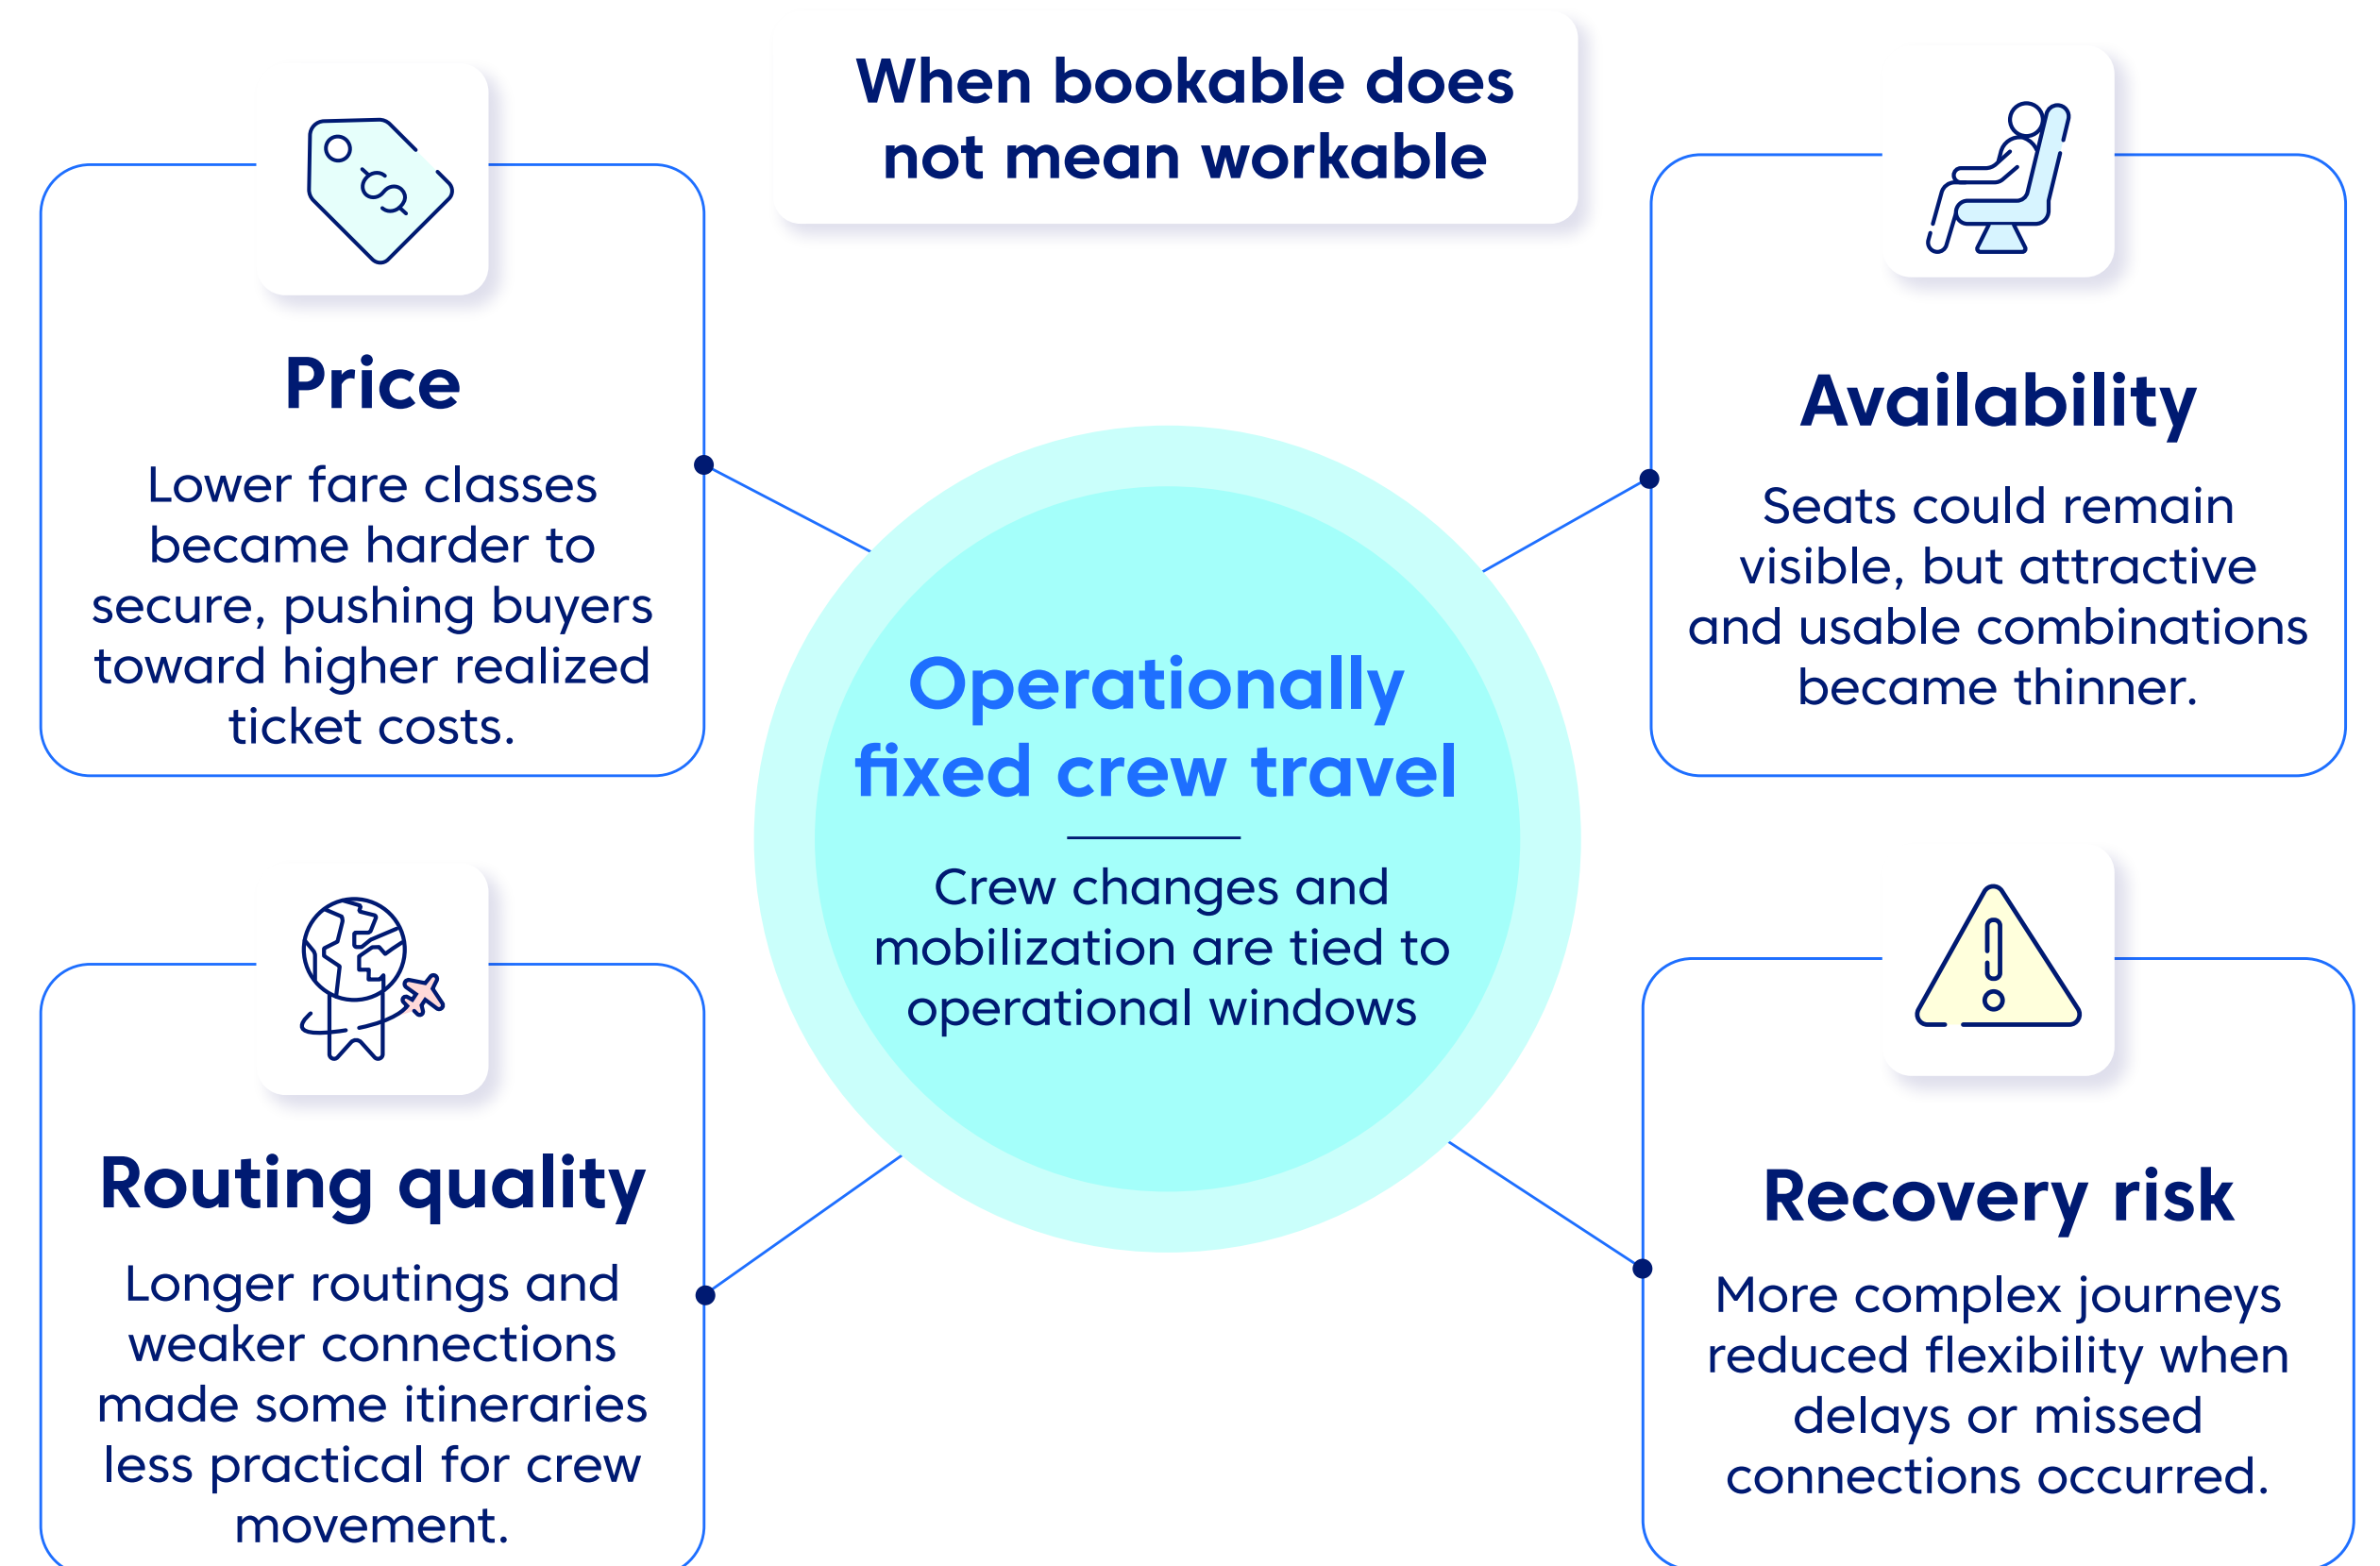 When bookable does
not mean workable
Price
Lower fare classes
became harder to
secure, pushing buyers
toward higher realized
ticket costs.
Availability
Seats could remain
visible, but attractive
and usable combinations
became thinner.
Operationally
fixed crew travel
Crew changes and
mobilization are tied to
operational windows
Routing quality
Longer routings and
weaker connections
made some itineraries
less practical for crew
movement.
Recovery risk
More complex journeys
reduced flexibility when
delays or missed
connections occurred.